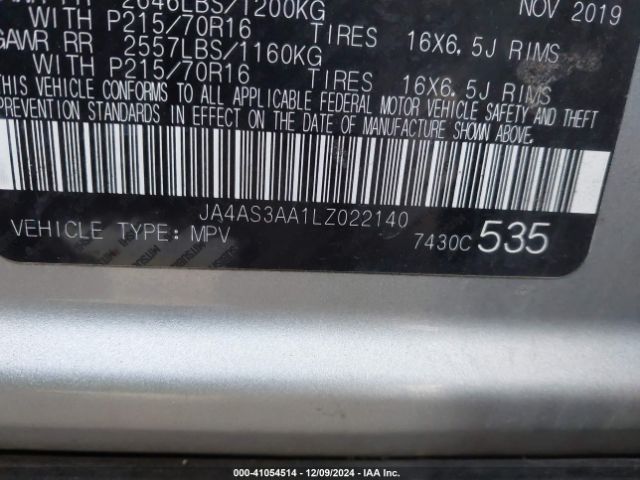 2646LBS/1200KG NOV 2019
WITH P215/70R16 TIRES 16X6.5J RIMS
GAWR RR 2557LBS/1160KG
WITH P215/70R16 TIRES 16X6.5J RIMS
THIS VEHICLE CONFORMS TO ALL APPLICABLE FEDERAL MOTOR VEHICLE SAFETY AND THEFT
PREVENTION STANDARDS IN EFFECT ON THE DATE OF MANUFACTURE SHOWN ABOVE.
JA4AS3AA1LZ022140
VEHICLE TYPE: MPV 7430C 535
90-41054514 - 12/09/2024 - IAA Inc.